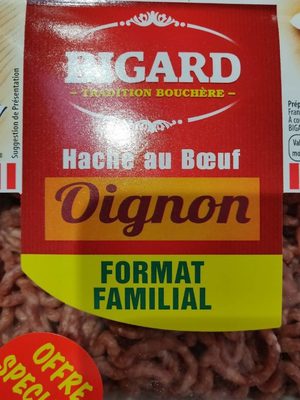 BIGARD
TRADITION BOUCHÈRE
Suggestion de Présentation
Haché au Bœuf
Oignon
FORMAT
FAMILIAL
OFFRE